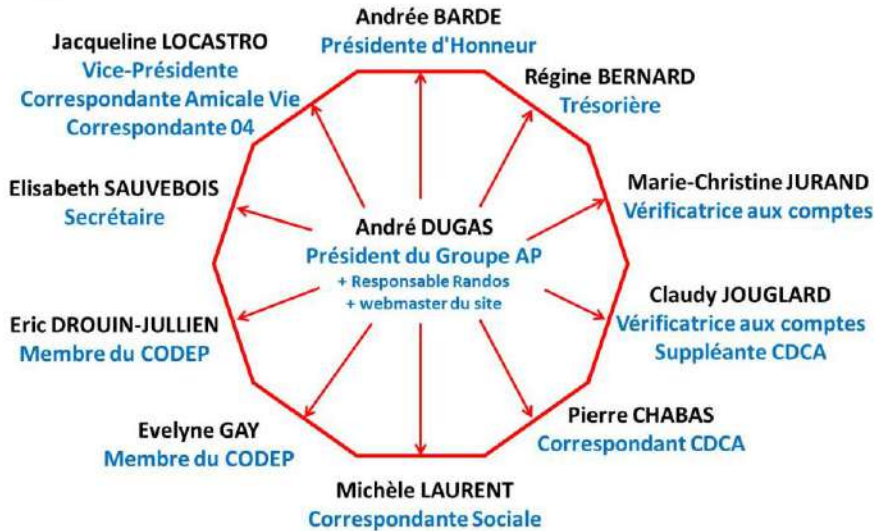 Andrée BARDE
Présidente d'Honneur
Jacqueline LOCASTRO
Vice-Présidente
Correspondante Amicale Vie
Correspondante 04
Régine BERNARD
Trésorière
Elisabeth SAUVEBOIS
Secrétaire
Marie-Christine JURAND
Vérificatrice aux comptes
André DUGAS
Président du Groupe AP
+ Responsable Randos
+ webmaster du site
Eric DROUIN-JULLIEN
Membre du CODEP
Claudy JOUGLARD
Vérificatrice aux comptes
Suppléante CDCA
Evelyne GAY
Membre du CODEP
Pierre CHABAS
Correspondant CDCA
Michèle LAURENT
Correspondante Sociale